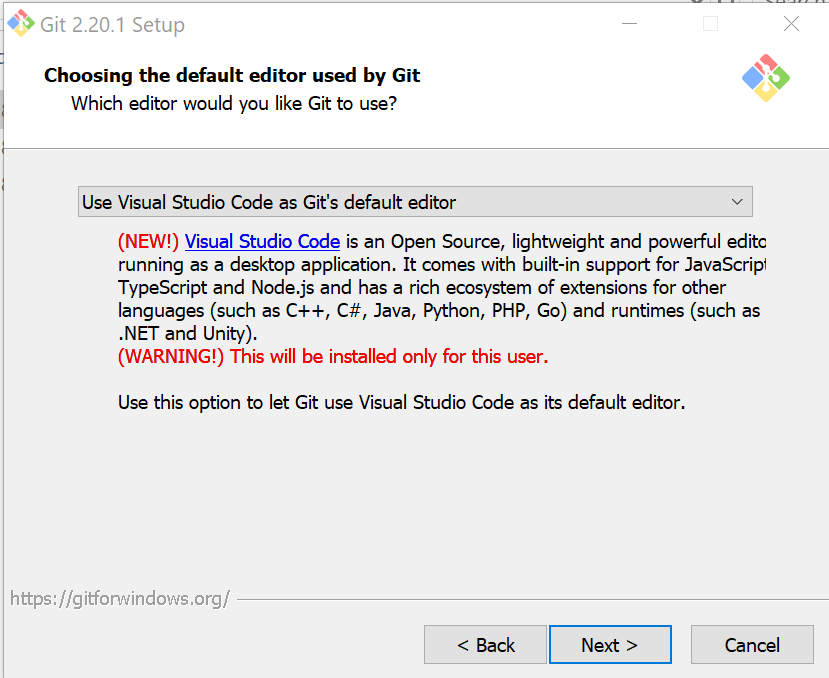 Git 2.20.1 Setup
Choosing the default editor used by Git
Which editor would you like Git to use?
Use Visual Studio Code as Git's default editor
(NEW!) Visual Studio Code is an Open Source, lightweight and powerful edito
running as a desktop application. It comes with built-in support for JavaScript
TypeScript and Node.js and has a rich ecosystem of extensions for other
languages (such as C++, C#, Java, Python, PHP, Go) and runtimes (such as
.NET and Unity).
(WARNING!) This will be installed only for this user.
Use this option to let Git use Visual Studio Code as its default editor.
https://gitforwindows.org/
< Back
Next >
Cancel